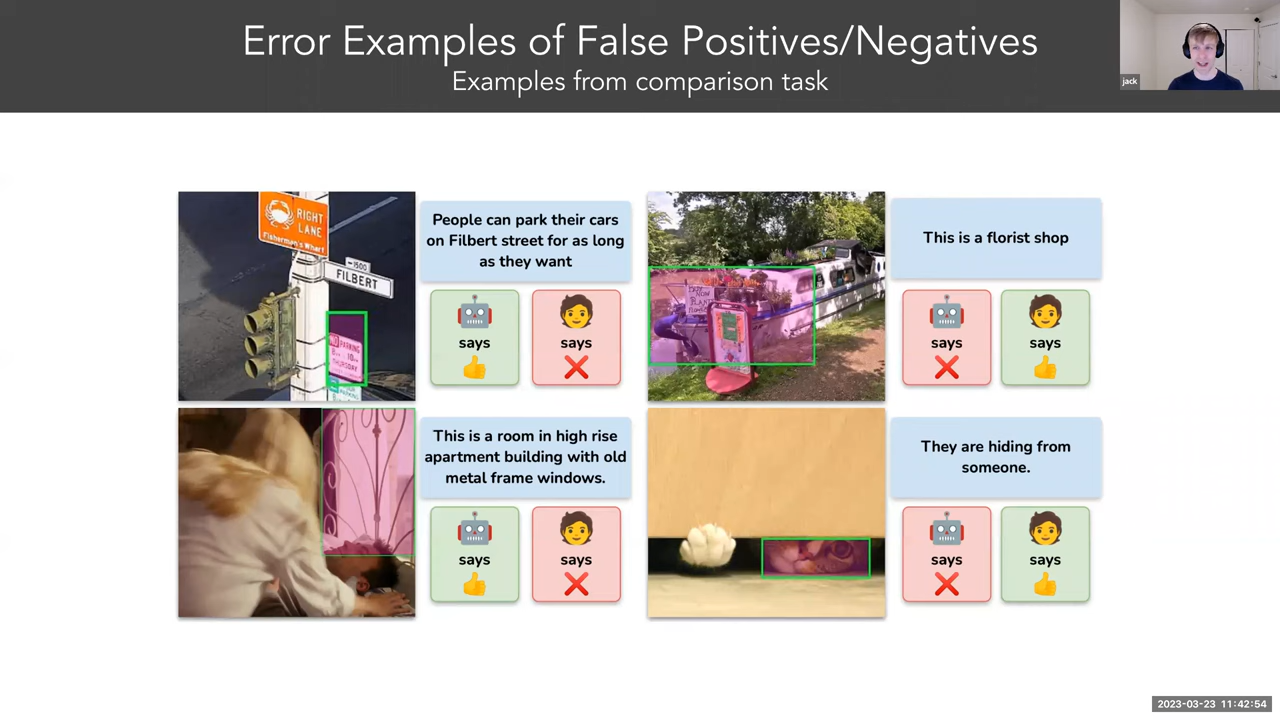 Error Examples of False Positives/Negatives
Examples from comparison task
jack
RIGHT
LANE
Fisherman's Wharf
1500
FILBERT
NO PARKING
THURSDAY
People can park their cars
on Filbert street for as long
as they want
says
says
This is a florist shop
says
says
This is a room in high rise
apartment building with old
metal frame windows.
says
says
They are hiding from
someone.
says
says
2023-03-23 11:42:54